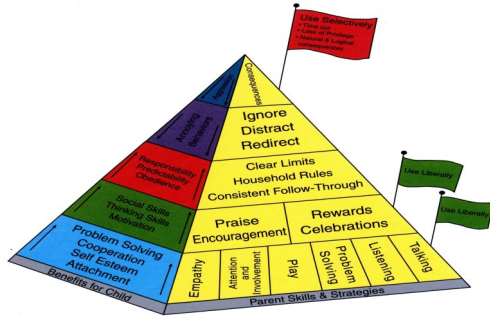 Use Selectively
• Time out
• Loss of Privilege
• Natural & Logical
consequences
Aggression
Consequences
Annoying
Behaviors
Ignore
Distract
Redirect
Responsibility
Predictability
Obedience
Clear Limits
Household Rules
Consistent Follow-Through
Use Liberally
Social Skills
Thinking Skills
Motivation
Praise
Encouragement
Rewards
Celebrations
Use Liberally
Problem Solving
Cooperation
Self Esteem
Attachment
Empathy
Attention
and
Involvement
Play
Problem
Solving
Listening
Talking
Benefits for Child
Parent Skills & Strategies